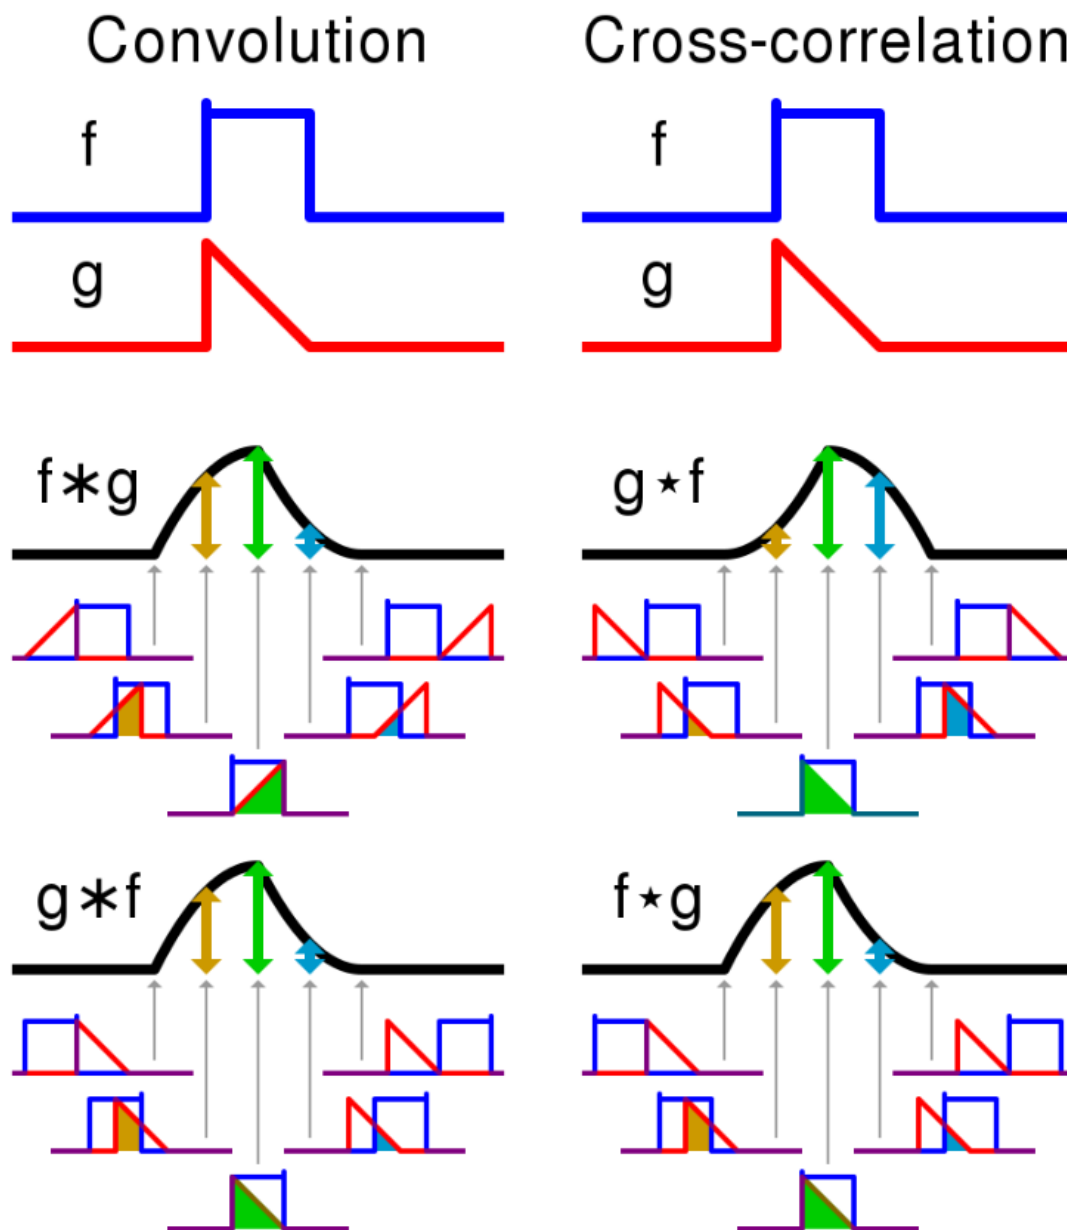 Convolution
Cross-correlation
f
f
g
g
f∗g
g⋆f
g∗f
f⋆g